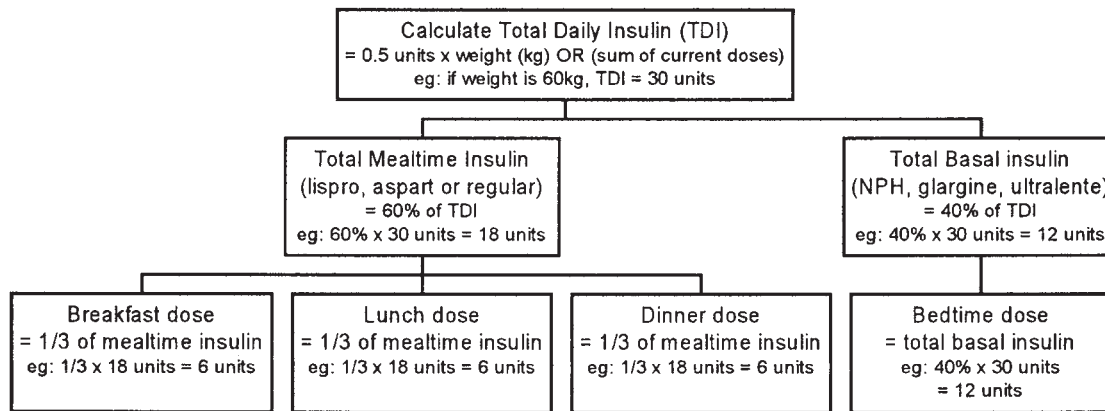 Calculate Total Daily Insulin (TDI)
= 0.5 units x weight (kg) OR (sum of current doses)
eg: if weight is 60kg, TDI = 30 units
Total Mealtime Insulin
(lispro, aspart or regular)
= 60% of TDI
eg: 60% x 30 units = 18 units
Total Basal insulin
(NPH, glargine, ultralente)
= 40% of TDI
eg: 40% x 30 units = 12 units
Breakfast dose
= 1/3 of mealtime insulin
eg: 1/3 x 18 units = 6 units
Lunch dose
= 1/3 of mealtime insulin
eg: 1/3 x 18 units = 6 units
Dinner dose
= 1/3 of mealtime insulin
eg: 1/3 x 18 units = 6 units
Bedtime dose
= total basal insulin
eg: 40% x 30 units
= 12 units